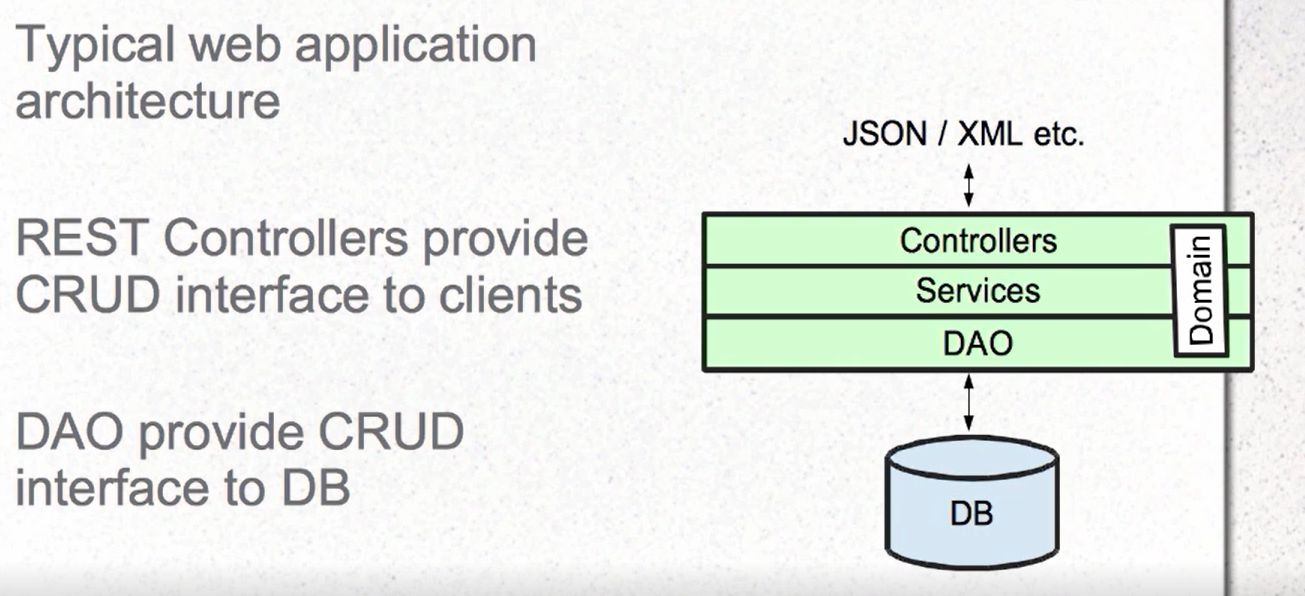 Typical web application
architecture
REST Controllers provide
CRUD interface to clients
DAO provide CRUD
interface to DB
JSON / XML etc.
Controllers
Services
DAO
Domain
DB